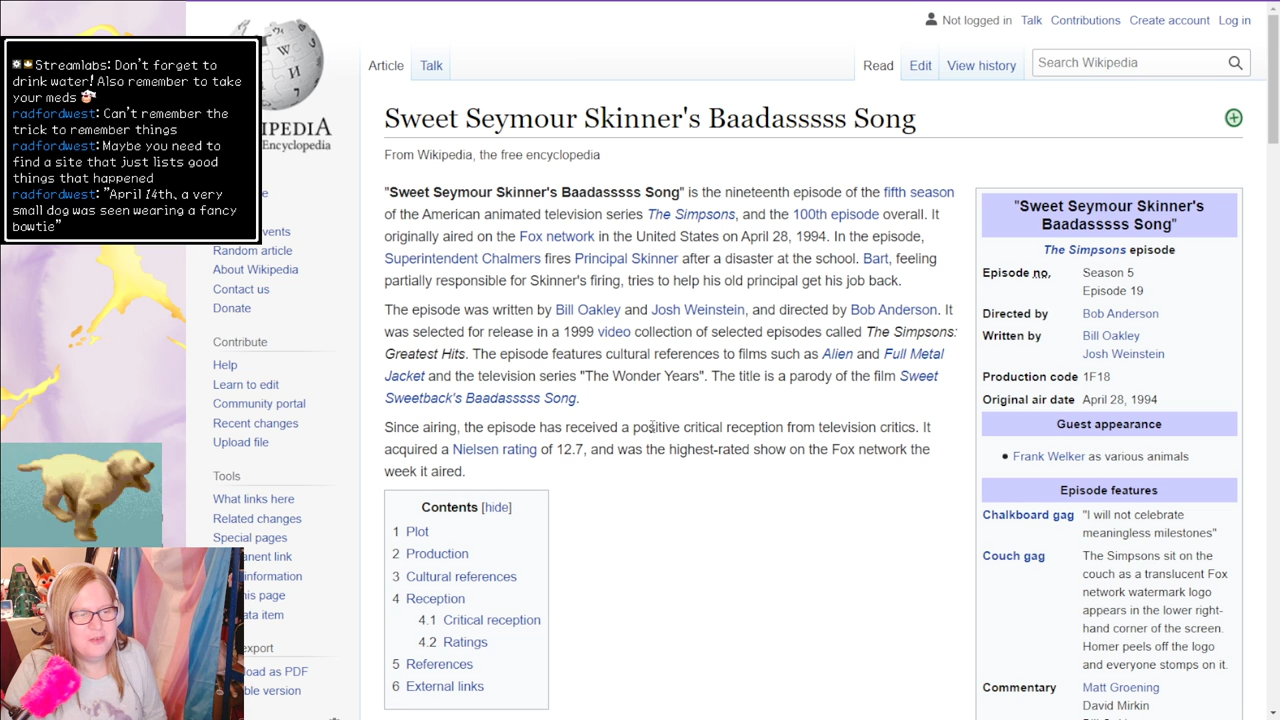 Streamlabs: Don't forget to
drink water! Also remember to take
your meds
radfordwest: Can't remember the
trick to remember things
radfordwest: Maybe you need to
find a site that just lists good
things that happened
radfordwest: "April 14th, a very
small dog was seen wearing a fancy
bowtie"
W
И
IPEDIA
ncyclopedia
e
vents
Random article
About Wikipedia
Contact us
Donate
Contribute
Help
Learn to edit
Community portal
Recent changes
Upload file
Tools
What links here
Related changes
Special pages
anent link
information
his page
ata item
export
load as PDF
ble version
Not logged in Talk Contributions Create account Log in
Article Talk Read Edit View history Search Wikipedia
Sweet Seymour Skinner's Baadasssss Song
From Wikipedia, the free encyclopedia
"Sweet Seymour Skinner's Baadasssss Song" is the nineteenth episode of the fifth season
of the American animated television series The Simpsons, and the 100th episode overall. It
originally aired on the Fox network in the United States on April 28, 1994. In the episode,
Superintendent Chalmers fires Principal Skinner after a disaster at the school. Bart, feeling
partially responsible for Skinner's firing, tries to help his old principal get his job back.
The episode was written by Bill Oakley and Josh Weinstein, and directed by Bob Anderson. It
was selected for release in a 1999 video collection of selected episodes called The Simpsons:
Greatest Hits. The episode features cultural references to films such as Alien and Full Metal
Jacket and the television series "The Wonder Years". The title is a parody of the film Sweet
Sweetback's Baadasssss Song.
Since airing, the episode has received a positive critical reception from television critics. It
acquired a Nielsen rating of 12.7, and was the highest-rated show on the Fox network the
week it aired.
Contents [hide]
1 Plot
2 Production
3 Cultural references
4 Reception
4.1 Critical reception
4.2 Ratings
5 References
6 External links
"Sweet Seymour Skinner's
Baadasssss Song"
The Simpsons episode
Episode no. Season 5
Episode 19
Directed by Bob Anderson
Written by Bill Oakley
Josh Weinstein
Production code 1F18
Original air date April 28, 1994
Guest appearance
• Frank Welker as various animals
Episode features
Chalkboard gag "I will not celebrate
meaningless milestones"
Couch gag The Simpsons sit on the
couch as a translucent Fox
network watermark logo
appears in the lower right-
hand corner of the screen.
Homer peels off the logo
and everyone stomps on it.
Commentary Matt Groening
David Mirkin